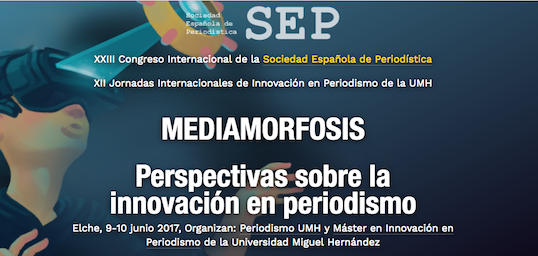 Sociedad
Española de
Periodística
SEP
XXIII Congreso Internacional de la Sociedad Española de Periodística
XII Jornadas Internacionales de Innovación en Periodismo de la UMH
MEDIAMORFOSIS
Perspectivas sobre la
innovación en periodismo
Elche, 9-10 junio 2017, Organizan: Periodismo UMH y Máster en Innovación en
Periodismo de la Universidad Miguel Hernández